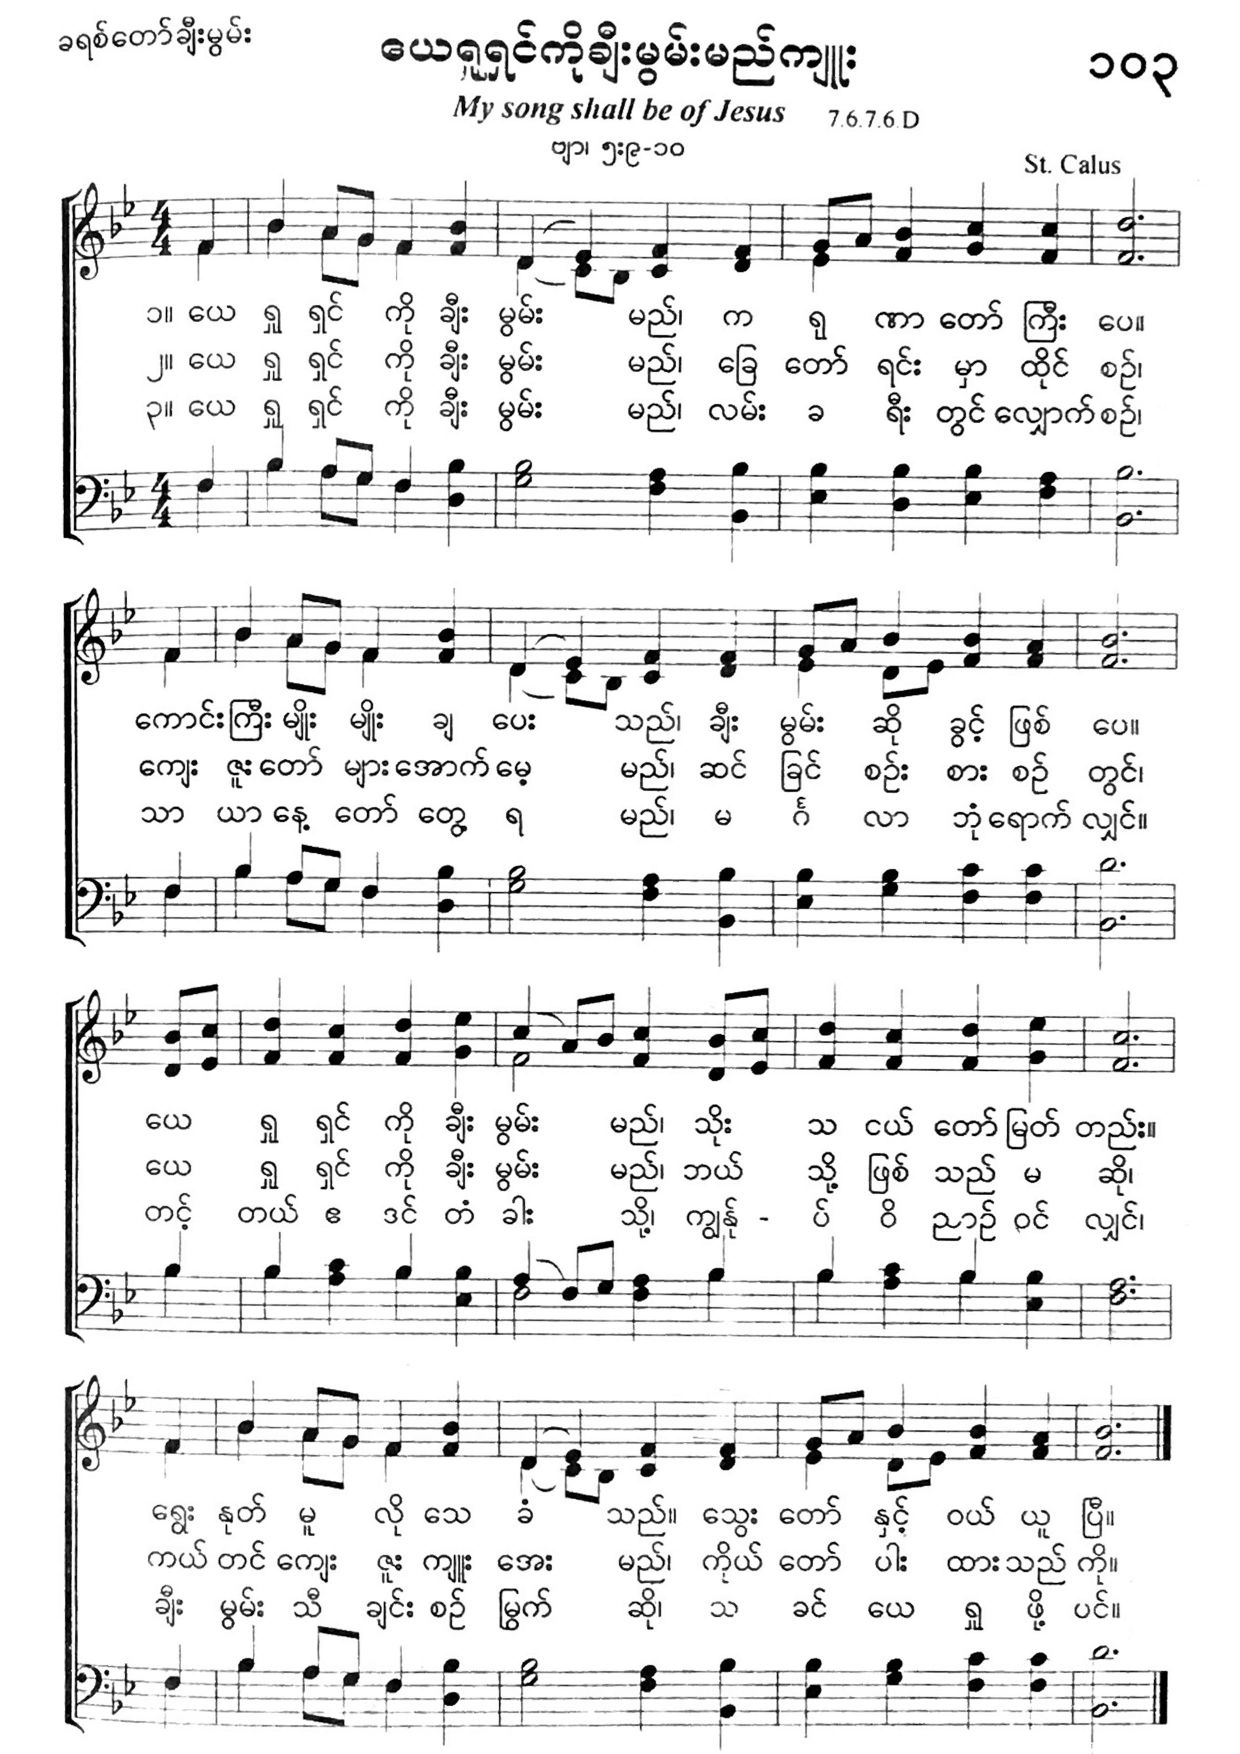 ခရစ်တော်ချီးမွမ်း
ယေရှုရှင်ကိုချီးမွမ်းမည်ကျူး
၁၀၃
My song shall be of Jesus 7.6.7.6.D
ဗျာ၊ ၅း၉-၁၀
St. Calus
၁။ ယေ ရှု ရှင် ကို ချီး မွမ်း မည်၊ က ရု ဏာ တော် ကြီး ပေ။
၂။ ယေ ရှု ရှင် ကို ချီး မွမ်း မည်၊ ခြေ တော် ရင်း မှာ ထိုင် စဉ်၊
၃။ ယေ ရှု ရှင် ကို ချီး မွမ်း မည်၊ လမ်း ခ ရီး တွင် လျှောက် စဉ်၊
ကောင်း ကြီး မျိုး မျိုး ချ ပေး သည်၊ ချီး မွမ်း ဆို ခွင့် ဖြစ် ပေ။
ကျေး ဇူး တော် များ အောက် မေ့ မည်၊ ဆင် ခြင် စဉ်း စား စဉ် တွင်၊
သာ ယာ နေ့ တော် တွေ့ ရ မည်၊ မ င်္ဂ လာ ဘုံ ရောက် လျှင်။
ယေ ရှု ရှင် ကို ချီး မွမ်း မည်၊ သိုး သ ငယ် တော် မြတ် တည်း။
ယေ ရှု ရှင် ကို ချီး မွမ်း မည်၊ ဘယ် သို့ ဖြစ် သည် မ ဆို၊
တင့် တယ် ဧ ဒင် တံ ခါး သို့၊ ကျွန်ု - ပ် ဝိ ညာဉ် ဝင် လျှင်၊
ရွေး နုတ် မူ လို သေ ခံ သည်။ သွေး တော် နှင့် ဝယ် ယူ ပြီ။
ကယ် တင် ကျေး ဇူး ကျူး အေး မည်၊ ကိုယ် တော် ပါး ထား သည် ကို။
ချီး မွမ်း သီ ချင်း စဉ် မြွက် ဆို၊ သ ခင် ယေ ရှု ဖို့ ပင်။